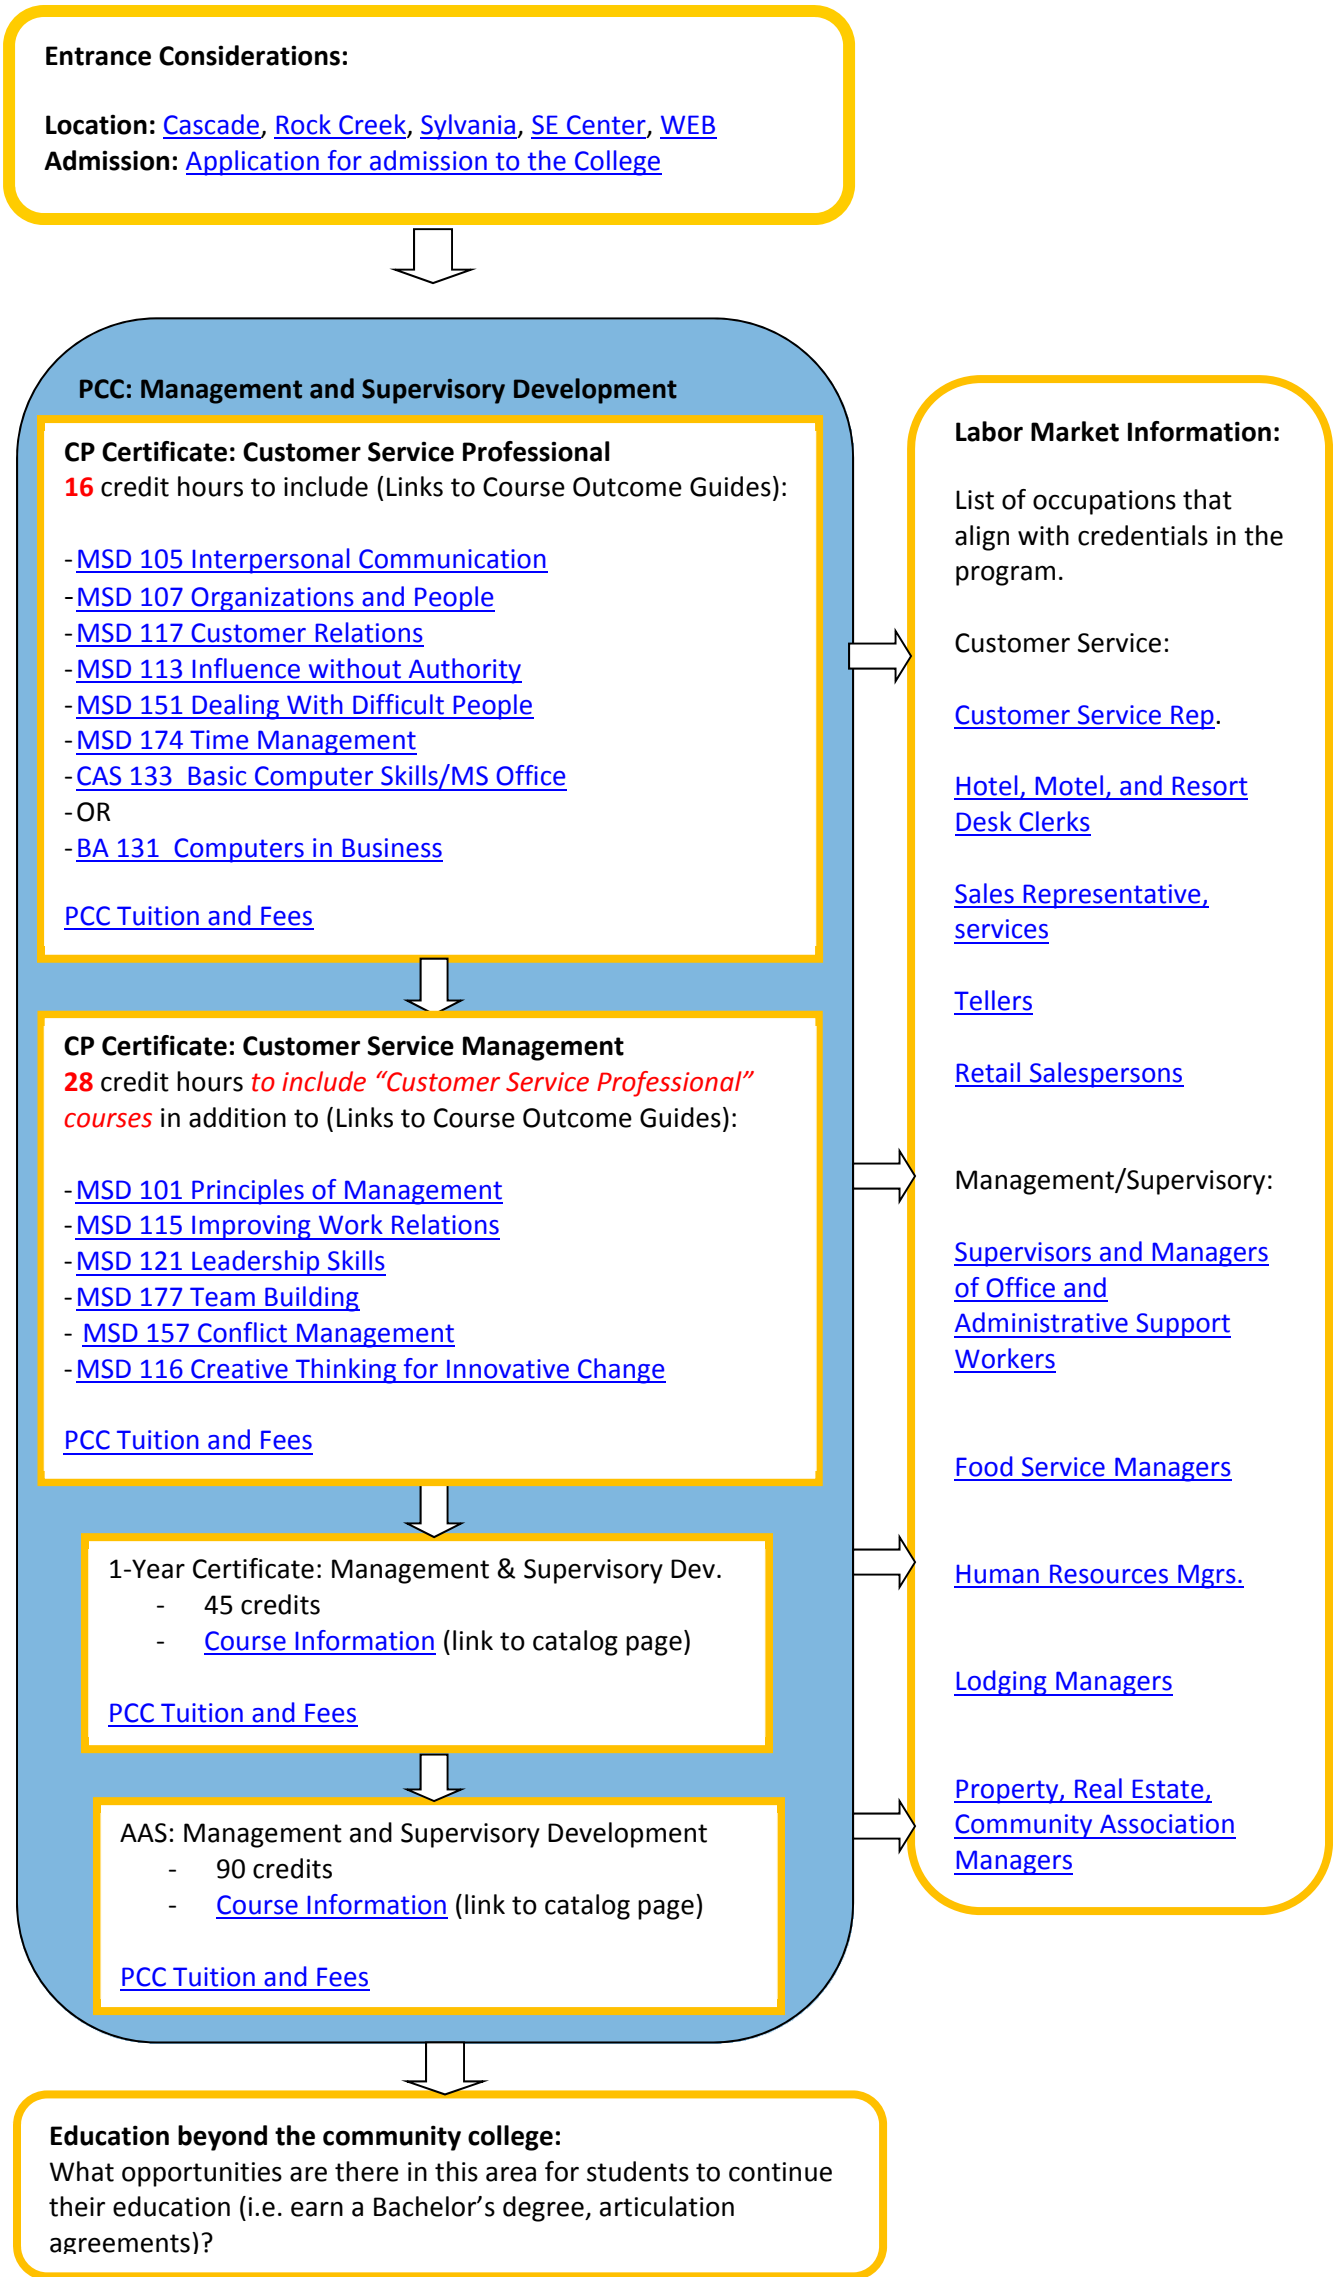 Entrance Considerations:
Location: Cascade, Rock Creek, Sylvania, SE Center, WEB
Admission: Application for admission to the College
PCC: Management and Supervisory Development
CP Certificate: Customer Service Professional
16 credit hours to include (Links to Course Outcome Guides):
-MSD 105 Interpersonal Communication
-MSD 107 Organizations and People
-MSD 117 Customer Relations
-MSD 113 Influence without Authority
-MSD 151 Dealing With Difficult People
-MSD 174 Time Management
-CAS 133  Basic Computer Skills/MS Office
-OR
-BA 131  Computers in Business
PCC Tuition and Fees
CP Certificate: Customer Service Management
28 credit hours to include “Customer Service Professional”
courses in addition to (Links to Course Outcome Guides):
-MSD 101 Principles of Management
-MSD 115 Improving Work Relations
-MSD 121 Leadership Skills
-MSD 177 Team Building
- MSD 157 Conflict Management
-MSD 116 Creative Thinking for Innovative Change
PCC Tuition and Fees
1-Year Certificate: Management & Supervisory Dev.
- 45 credits
- Course Information (link to catalog page)
PCC Tuition and Fees
AAS: Management and Supervisory Development
- 90 credits
- Course Information (link to catalog page)
PCC Tuition and Fees
Labor Market Information:
List of occupations that
align with credentials in the
program.
Customer Service:
Customer Service Rep.
Hotel, Motel, and Resort
Desk Clerks
Sales Representative,
services
Tellers
Retail Salespersons
Management/Supervisory:
Supervisors and Managers
of Office and
Administrative Support
Workers
Food Service Managers
Human Resources Mgrs.
Lodging Managers
Property, Real Estate,
Community Association
Managers
Education beyond the community college:
What opportunities are there in this area for students to continue
their education (i.e. earn a Bachelor’s degree, articulation
agreements)?